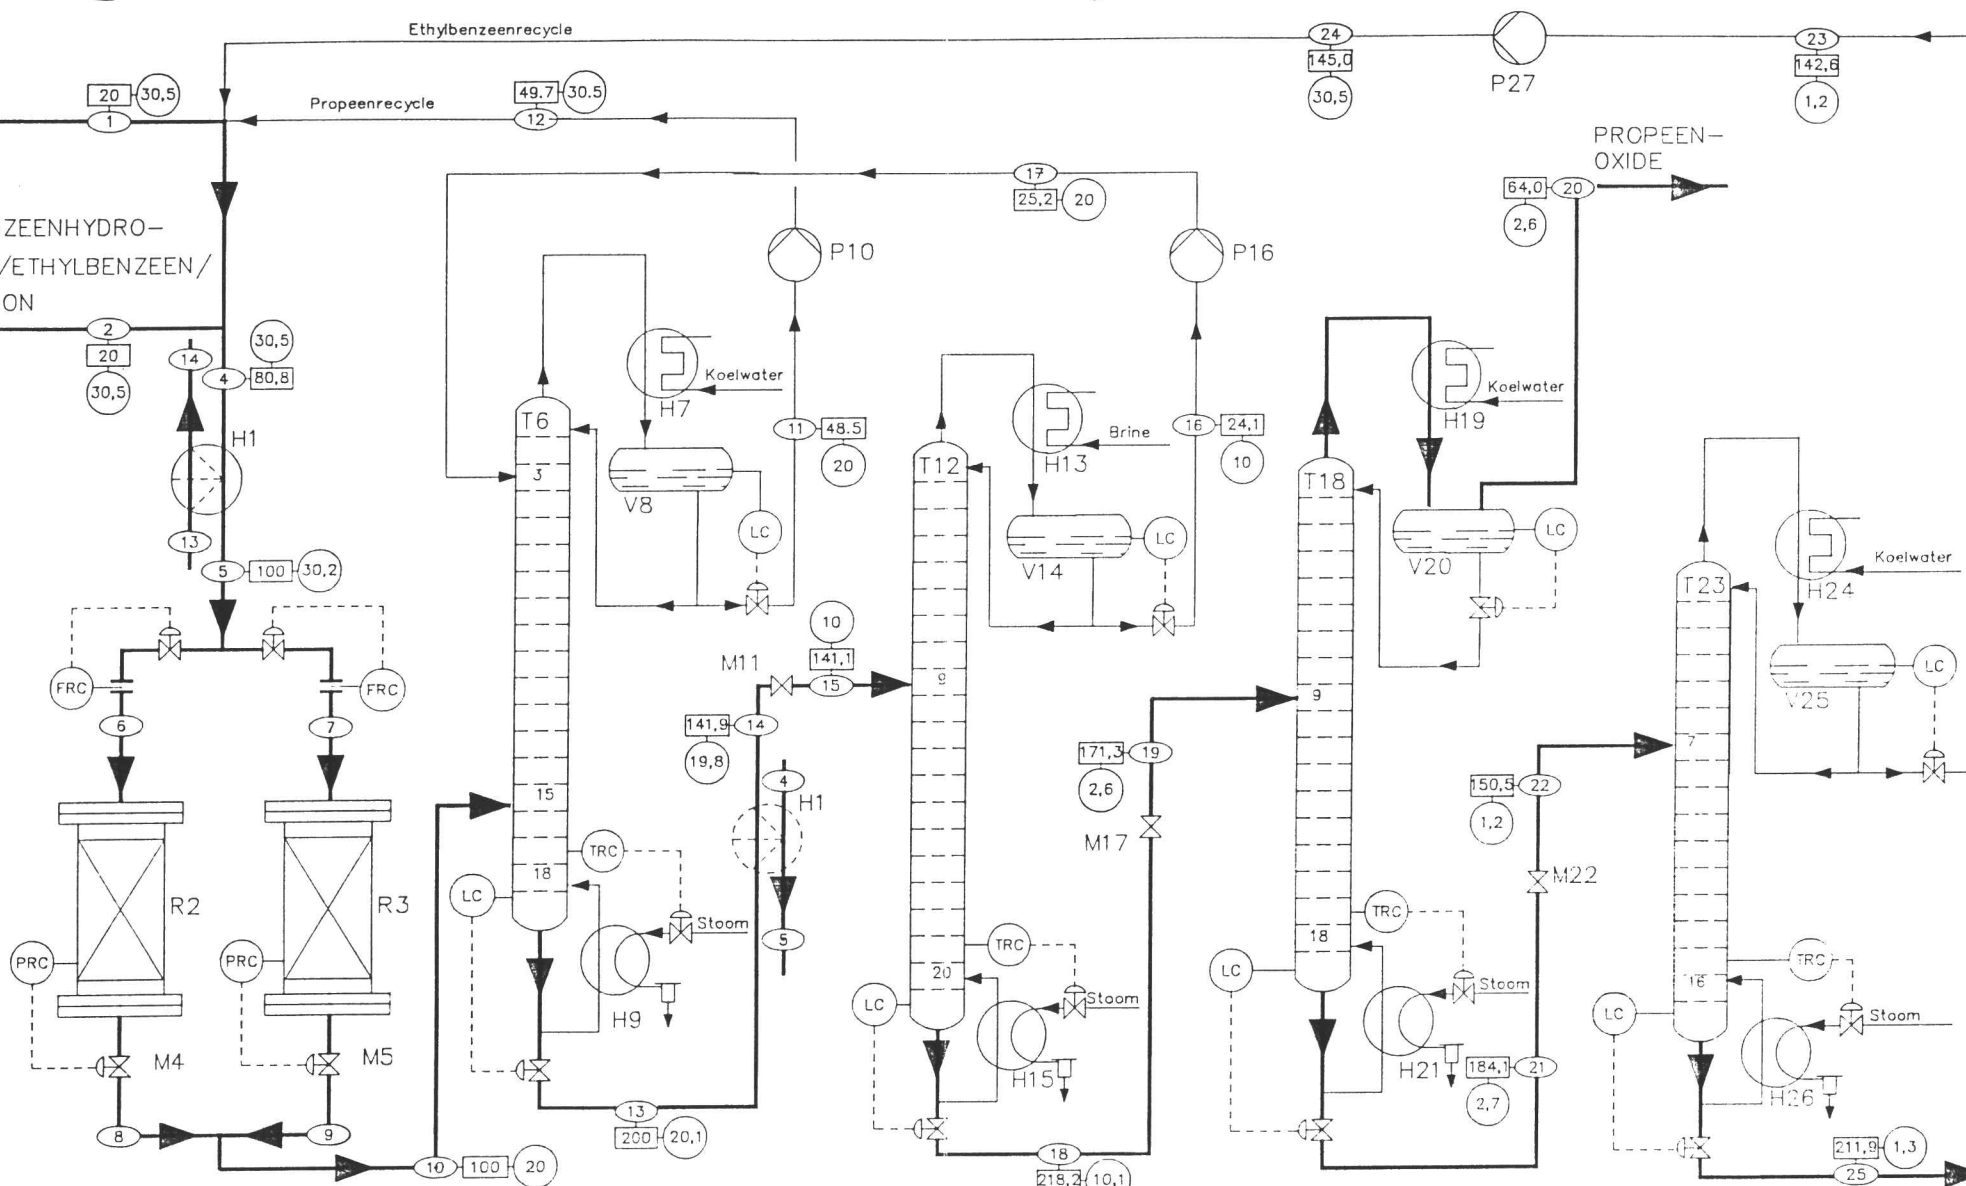 Ethylbenzeenrecycle
24
145,0
30,5
P27
23
142,6
1,2
20
30,5
1
Propeenrecycle
49.7
30.5
12
PROPEEN-
OXIDE
17
25,2
20
64,0
20
2,6
ZEENHYDRO-
/ETHYLBENZEEN/
ON
P10
P16
2
20
30,5
14
30,5
4
80,8
H1
13
5
100
30,2
T6
3
15
18
Koelwater
H7
V8
LC
11
48.5
20
T12
9
20
Brine
H13
V14
LC
16
24,1
10
T18
9
18
Koelwater
H19
V20
LC
T23
7
16
Koelwater
H24
V25
LC
FRC
FRC
6
7
R2
R3
PRC
PRC
M4
M5
8
9
10
100
20
LC
TRC
Stoom
H9
13
200
20,1
M11
10
141,1
15
141,9
14
19,8
4
H1
5
LC
TRC
Stoom
H15
18
218,2
10,1
171,3
19
2,6
M17
LC
TRC
Stoom
H21
184,1
21
2,7
150,5
22
1,2
M22
LC
TRC
Stoom
H26
211,9
1,3
25